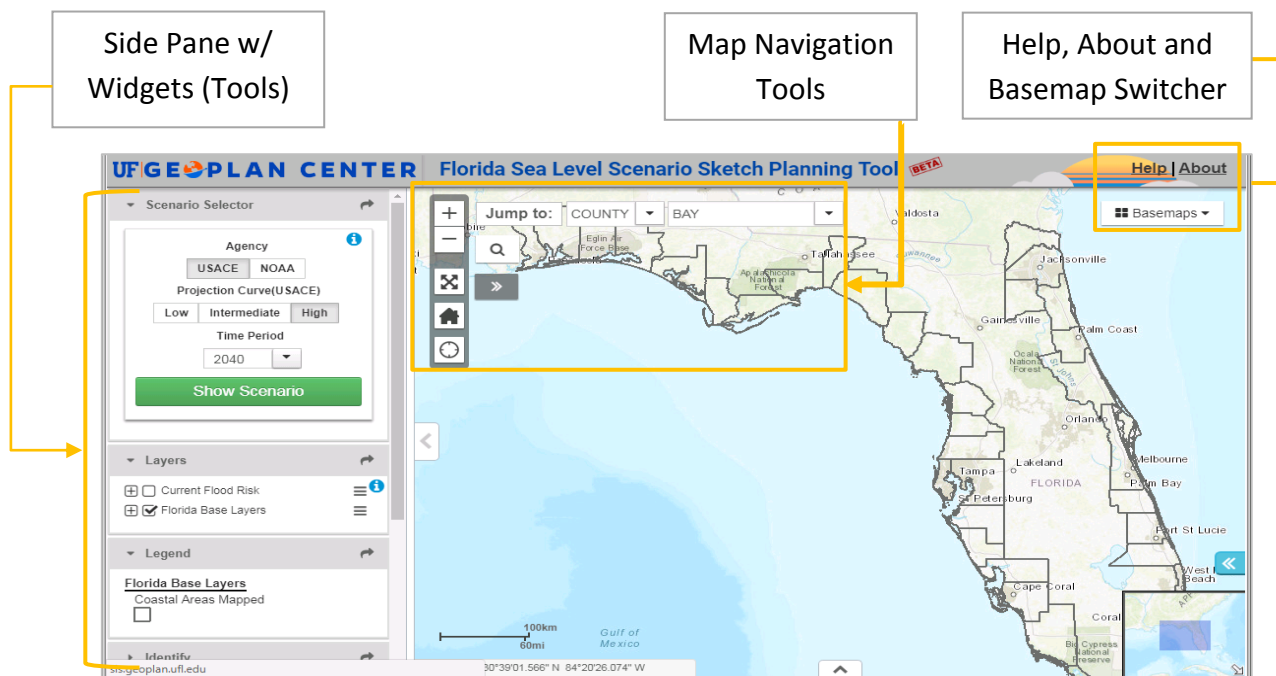 Side Pane w/
Widgets (Tools)
Map Navigation
Tools
Help, About and
Basemap Switcher
UF GEOPLAN CENTER
Florida Sea Level Scenario Sketch Planning Tool
BETA
Help | About
Scenario Selector
Agency
USACE NOAA
Projection Curve(USACE)
Low Intermediate High
Time Period
2040
Show Scenario
Layers
Current Flood Risk
Florida Base Layers
Legend
Florida Base Layers
Coastal Areas Mapped
Identify
sls.geoplan.ufl.edu
Jump to: COUNTY BAY
Basemaps
Valdosta
Eglin Air
Force Base
Tallahassee
Suwannee
Jacksonville
Apalachicola
National
Forest
Gainesville
Palm Coast
Ocala
National
Forest
St Johns
Orlando
Melbourne
Lakeland
Tampa
FLORIDA
Palm Bay
St Petersburg
Port St Lucie
West
Beach
Cape Coral
Coral
Big Cypress
National
Preserve
100km
60mi
Gulf of
Mexico
30°39'01.566" N 84°20'26.074" W